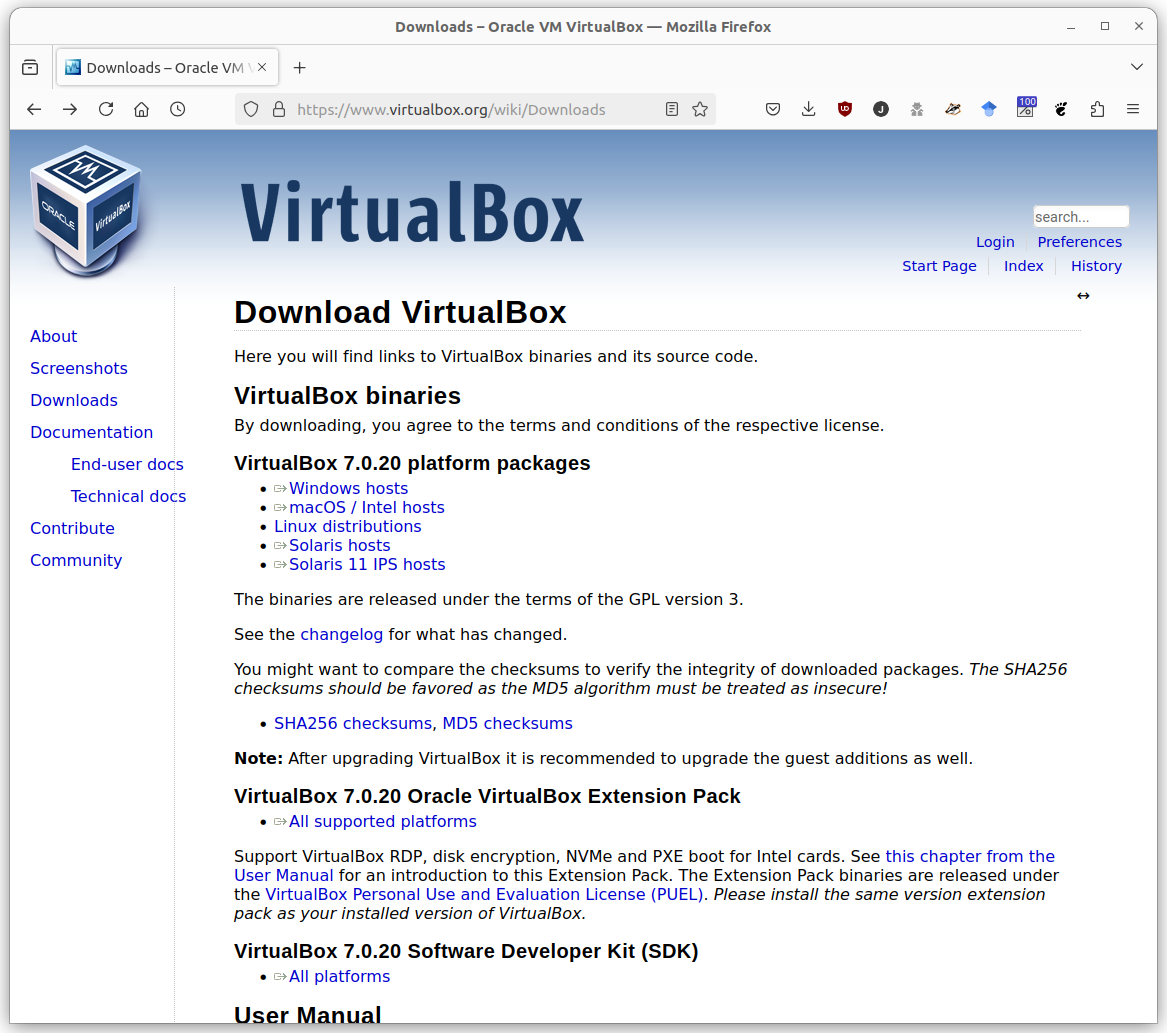 Downloads – Oracle VM VirtualBox — Mozilla Firefox
Downloads – Oracle VM
https://www.virtualbox.org/wiki/Downloads
100
ORACLE
VirtualBox
VirtualBox
search...
Login
Preferences
Start Page
Index
History
About
Screenshots
Downloads
Documentation
End-user docs
Technical docs
Contribute
Community
Download VirtualBox
Here you will find links to VirtualBox binaries and its source code.
VirtualBox binaries
By downloading, you agree to the terms and conditions of the respective license.
VirtualBox 7.0.20 platform packages
• Windows hosts
• macOS / Intel hosts
• Linux distributions
• Solaris hosts
• Solaris 11 IPS hosts
The binaries are released under the terms of the GPL version 3.
See the changelog for what has changed.
You might want to compare the checksums to verify the integrity of downloaded packages. The SHA256
checksums should be favored as the MD5 algorithm must be treated as insecure!
• SHA256 checksums, MD5 checksums
Note: After upgrading VirtualBox it is recommended to upgrade the guest additions as well.
VirtualBox 7.0.20 Oracle VirtualBox Extension Pack
• All supported platforms
Support VirtualBox RDP, disk encryption, NVMe and PXE boot for Intel cards. See this chapter from the
User Manual for an introduction to this Extension Pack. The Extension Pack binaries are released under
the VirtualBox Personal Use and Evaluation License (PUEL). Please install the same version extension
pack as your installed version of VirtualBox.
VirtualBox 7.0.20 Software Developer Kit (SDK)
• All platforms
User Manual